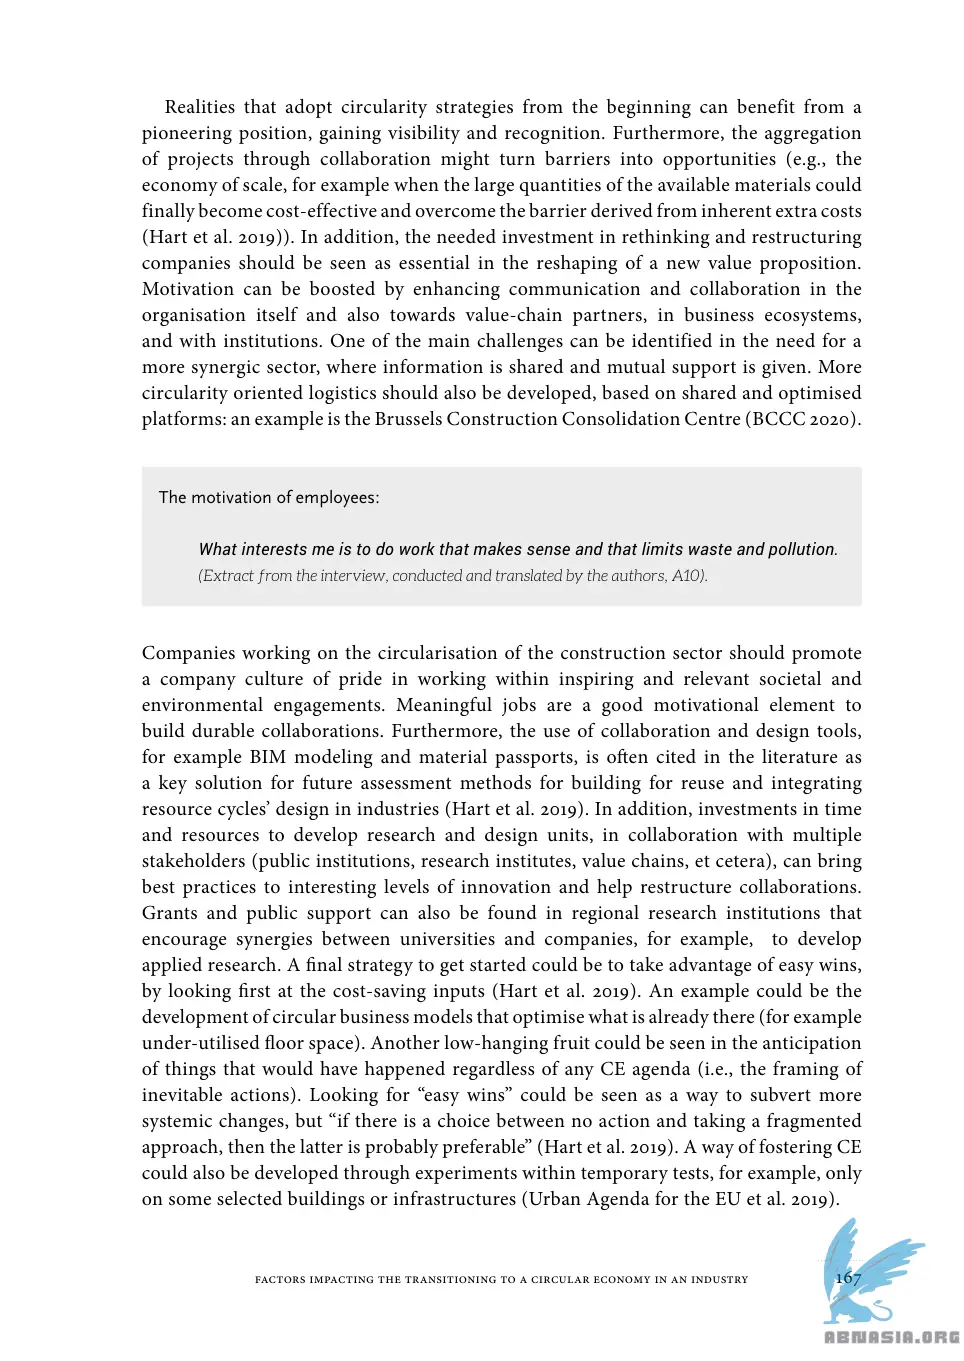 Realities that adopt circularity strategies from the beginning can benefit from a
pioneering position, gaining visibility and recognition. Furthermore, the aggregation
of projects through collaboration might turn barriers into opportunities (e.g., the
economy of scale, for example when the large quantities of the available materials could
finally become cost-effective and overcome the barrier derived from inherent extra costs
(Hart et al. 2019)). In addition, the needed investment in rethinking and restructuring
companies should be seen as essential in the reshaping of a new value proposition.
Motivation can be boosted by enhancing communication and collaboration in the
organisation itself and also towards value-chain partners, in business ecosystems,
and with institutions. One of the main challenges can be identified in the need for a
more synergic sector, where information is shared and mutual support is given. More
circularity oriented logistics should also be developed, based on shared and optimised
platforms: an example is the Brussels Construction Consolidation Centre (BCCC 2020).
The motivation of employees:
What interests me is to do work that makes sense and that limits waste and pollution.
(Extract from the interview, conducted and translated by the authors, A10).
Companies working on the circularisation of the construction sector should promote
a company culture of pride in working within inspiring and relevant societal and
environmental engagements. Meaningful jobs are a good motivational element to
build durable collaborations. Furthermore, the use of collaboration and design tools,
for example BIM modeling and material passports, is often cited in the literature as
a key solution for future assessment methods for building for reuse and integrating
resource cycles’ design in industries (Hart et al. 2019). In addition, investments in time
and resources to develop research and design units, in collaboration with multiple
stakeholders (public institutions, research institutes, value chains, et cetera), can bring
best practices to interesting levels of innovation and help restructure collaborations.
Grants and public support can also be found in regional research institutions that
encourage synergies between universities and companies, for example, to develop
applied research. A final strategy to get started could be to take advantage of easy wins,
by looking first at the cost-saving inputs (Hart et al. 2019). An example could be the
development of circular business models that optimise what is already there (for example
under-utilised floor space). Another low-hanging fruit could be seen in the anticipation
of things that would have happened regardless of any CE agenda (i.e., the framing of
inevitable actions). Looking for “easy wins” could be seen as a way to subvert more
systemic changes, but “if there is a choice between no action and taking a fragmented
approach, then the latter is probably preferable” (Hart et al. 2019). A way of fostering CE
could also be developed through experiments within temporary tests, for example, only
on some selected buildings or infrastructures (Urban Agenda for the EU et al. 2019).
FACTORS IMPACTING THE TRANSITIONING TO A CIRCULAR ECONOMY IN AN INDUSTRY 167
ABNASIA.ORG